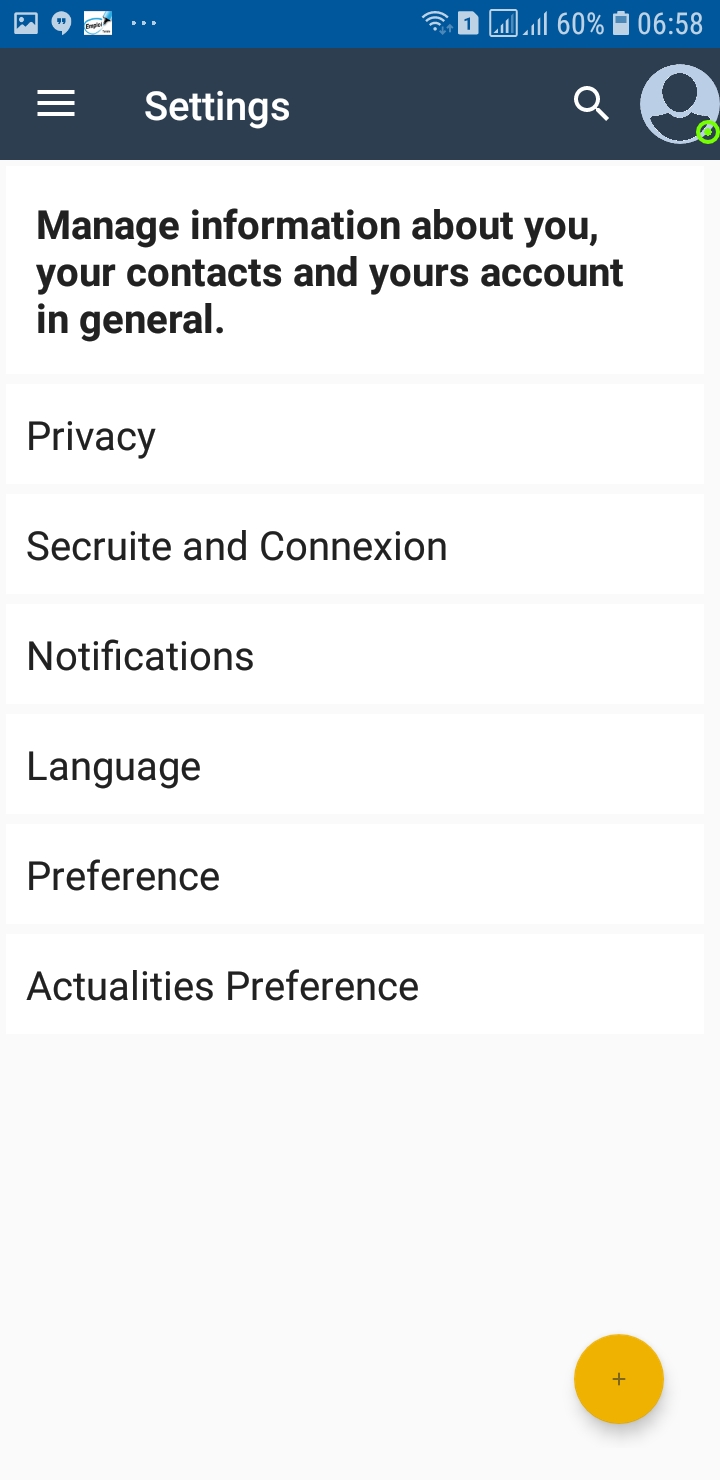 1 60% 06:58
Settings
Manage information about you,
your contacts and yours account
in general.
Privacy
Secruite and Connexion
Notifications
Language
Preference
Actualities Preference
+